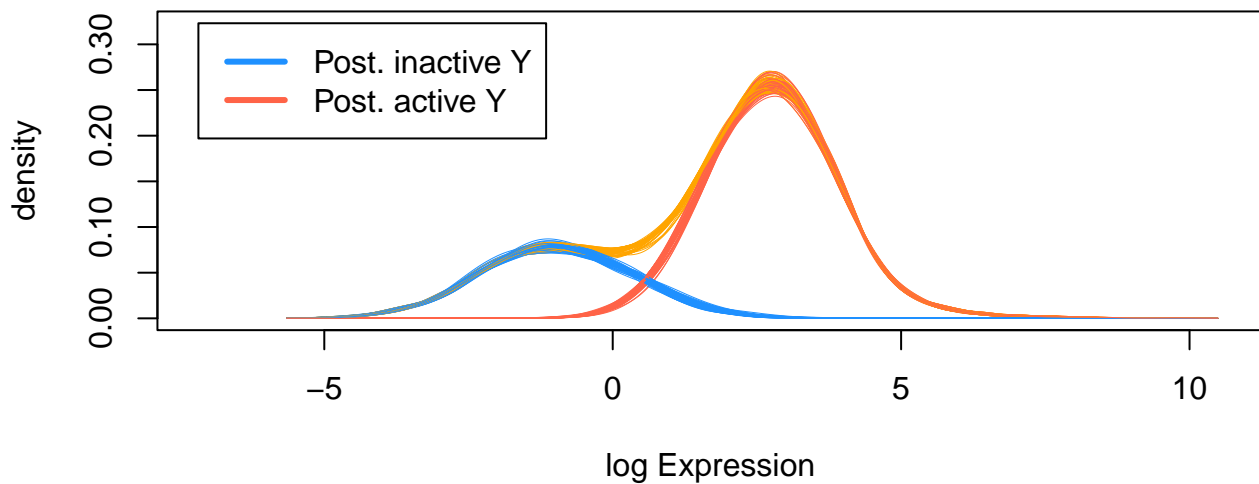 Post. inactive Y
Post. active Y
density
0.30
0.20
0.10
0.00
−5 0 5 10
log Expression